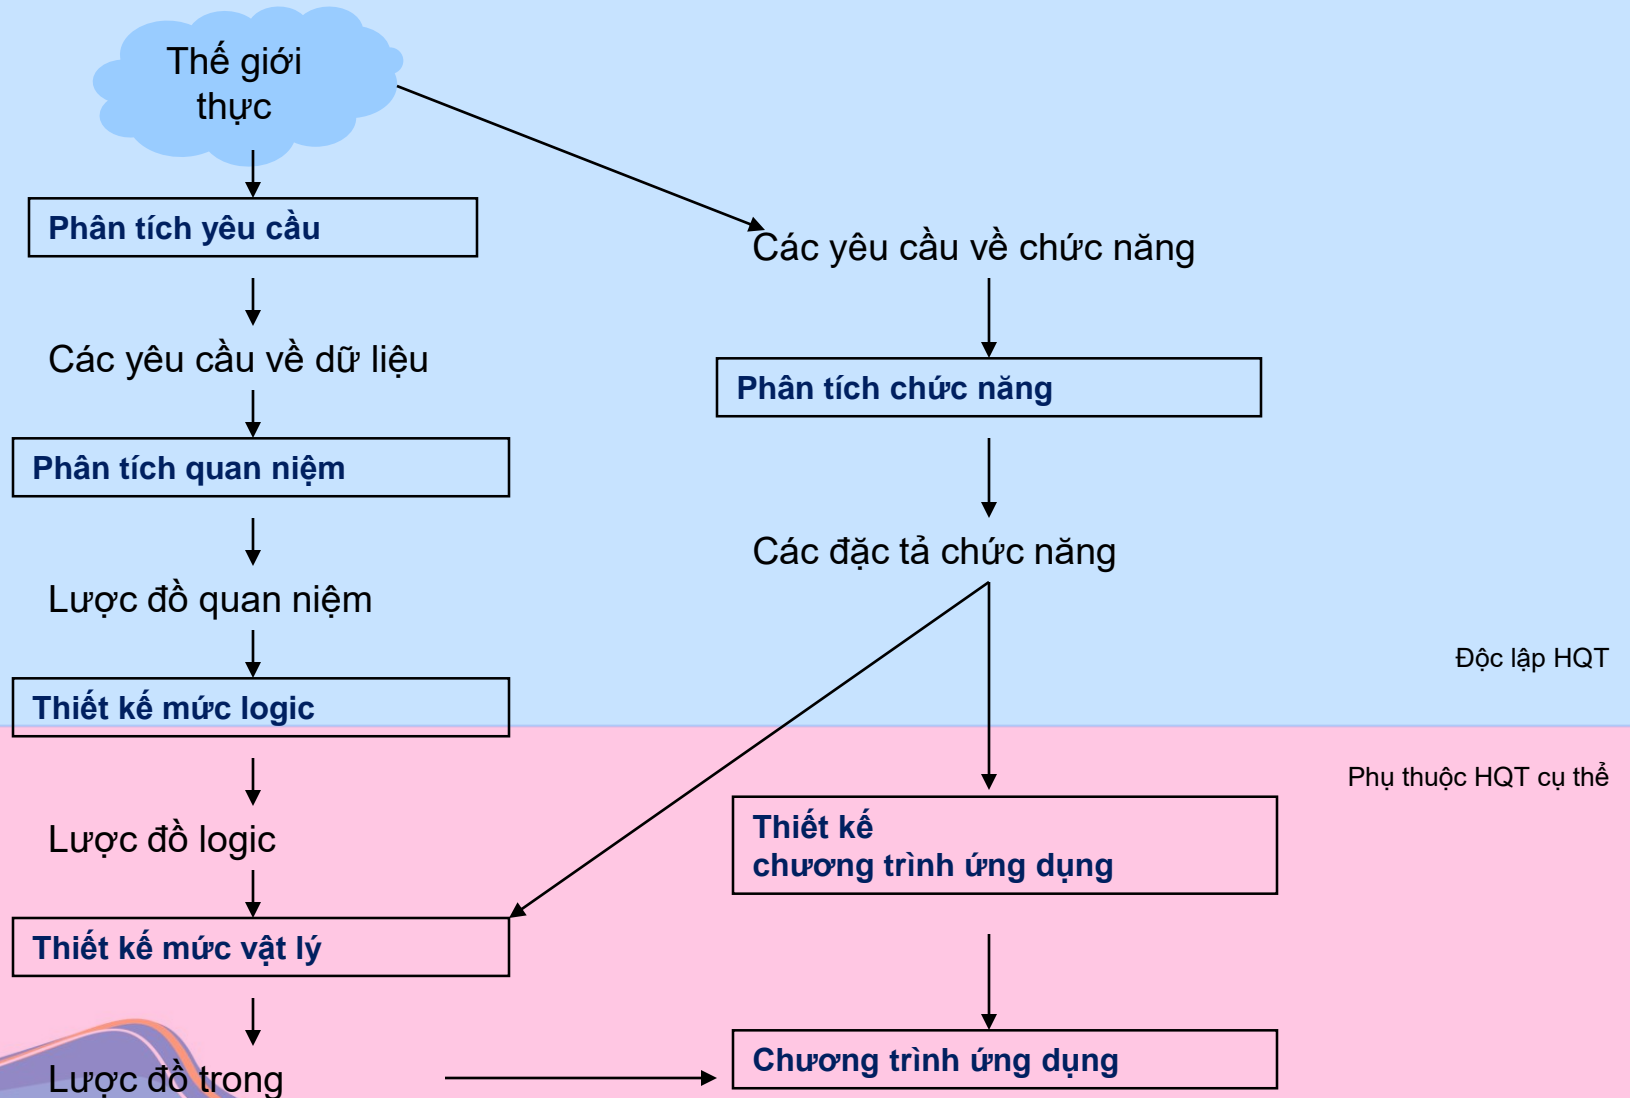 Thế giới
thực
Phân tích yêu cầu
Các yêu cầu về chức năng
Các yêu cầu về dữ liệu
Phân tích chức năng
Phân tích quan niệm
Các đặc tả chức năng
Lược đồ quan niệm
Độc lập HQT
Thiết kế mức logic
Phụ thuộc HQT cụ thể
Lược đồ logic
Thiết kế
chương trình ứng dụng
Thiết kế mức vật lý
Chương trình ứng dụng
Lược đồ trong